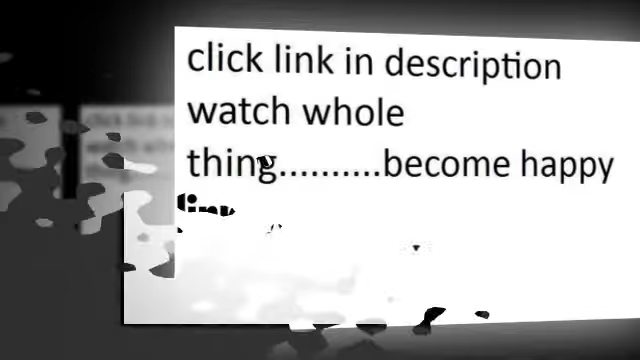 click link in description
watch whole
thing..........become happy